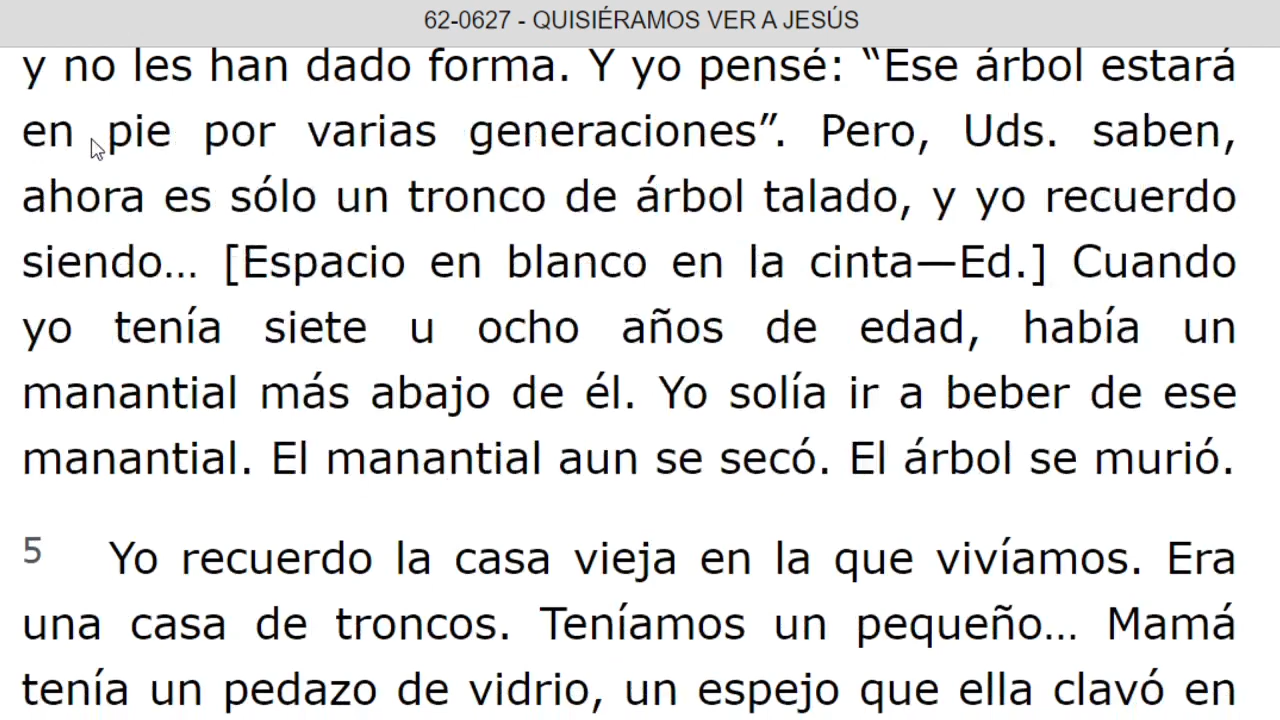 62-0627 - QUISIÉRAMOS VER A JESÚS
y no les han dado forma. Y yo pensé: “Ese árbol estará
en pie por varias generaciones”. Pero, Uds. saben,
ahora es sólo un tronco de árbol talado, y yo recuerdo
siendo… [Espacio en blanco en la cinta—Ed.] Cuando
yo tenía siete u ocho años de edad, había un
manantial más abajo de él. Yo solía ir a beber de ese
manantial. El manantial aun se secó. El árbol se murió.
5 Yo recuerdo la casa vieja en la que vivíamos. Era
una casa de troncos. Teníamos un pequeño… Mamá
tenía un pedazo de vidrio, un espejo que ella clavó en